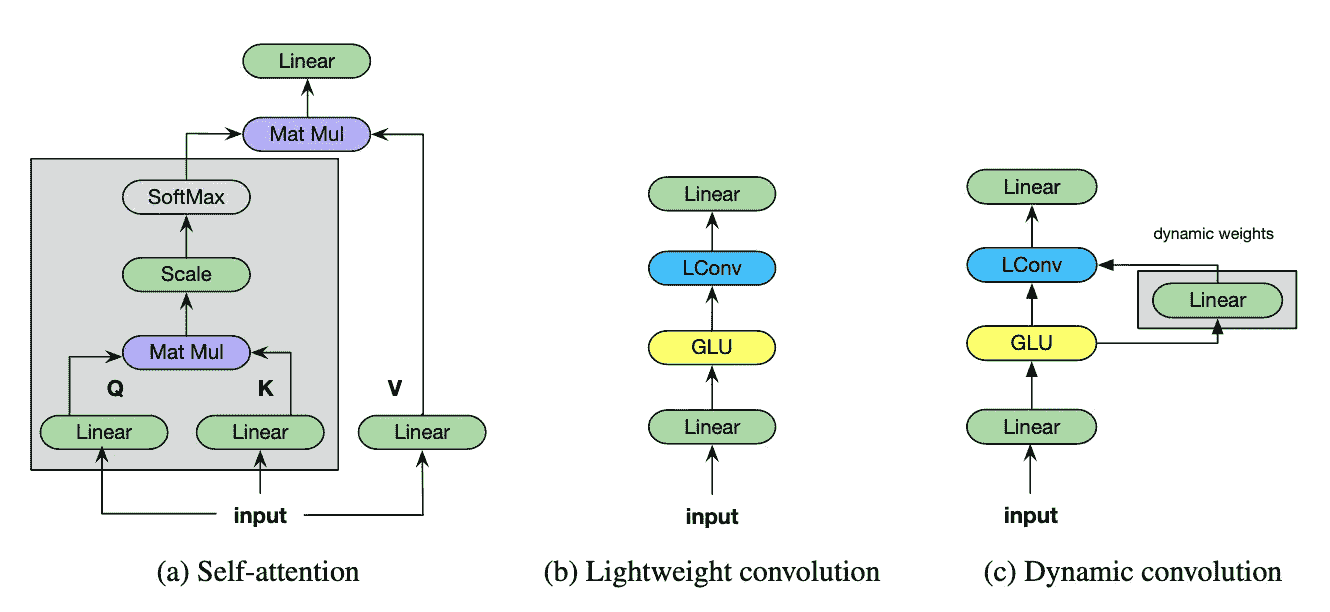 Linear
Mat Mul
SoftMax
Scale
Mat Mul
Q
K
V
Linear
Linear
Linear
input
(a) Self-attention
Linear
LConv
GLU
Linear
input
(b) Lightweight convolution
Linear
dynamic weights
LConv
Linear
GLU
Linear
input
(c) Dynamic convolution